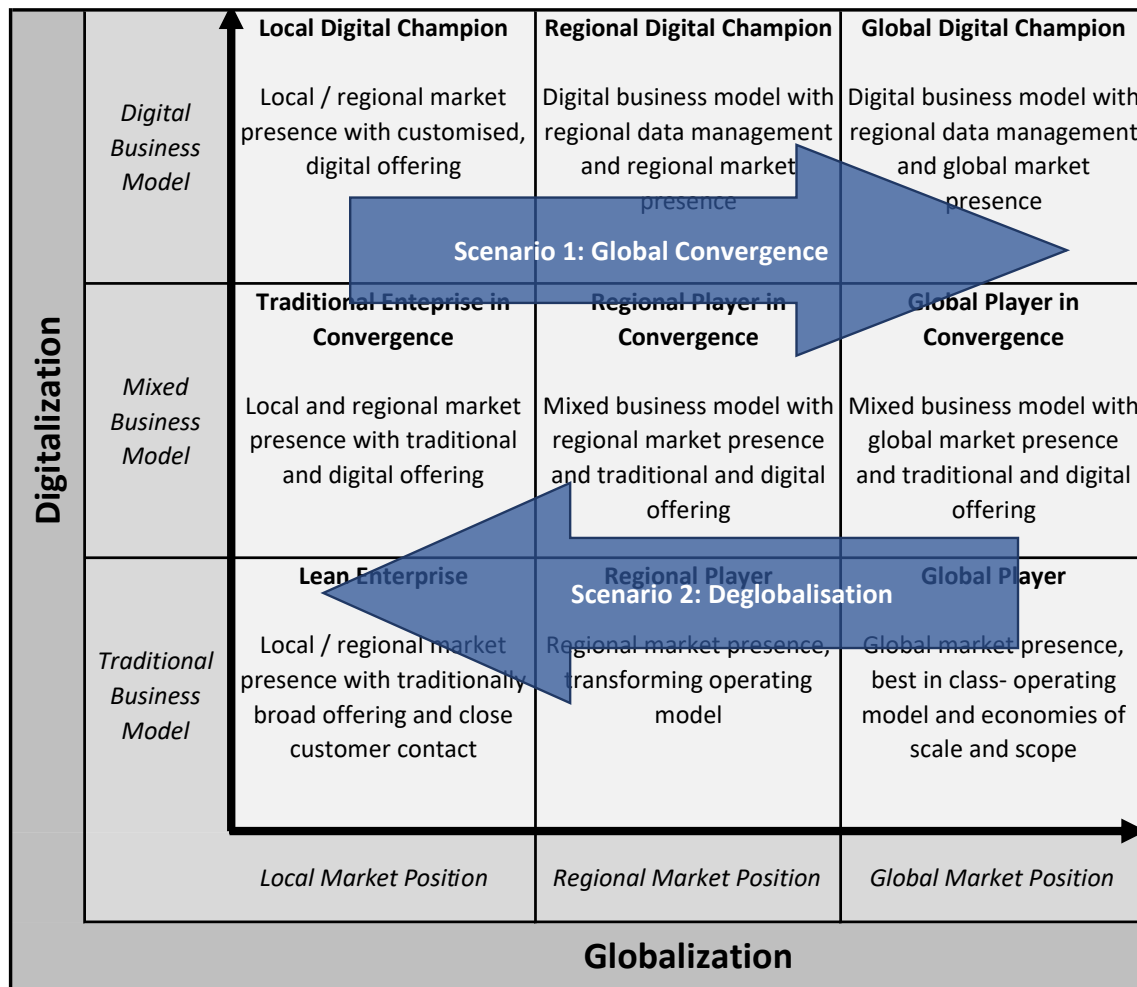 Digitalization
Digital
Business
Model
Local Digital Champion
Local / regional market
presence with customised,
digital offering
Regional Digital Champion
Digital business model with
regional data management
and regional market
presence
Global Digital Champion
Digital business model with
regional data management
and global market
presence
Scenario 1: Global Convergence
Mixed
Business
Model
Traditional Enteprise in
Convergence
Local and regional market
presence with traditional
and digital offering
Regional Player in
Convergence
Mixed business model with
regional market presence
and traditional and digital
offering
Global Player in
Convergence
Mixed business model with
global market presence
and traditional and digital
offering
Traditional
Business
Model
Lean Enterprise
Local / regional market
presence with traditionally
broad offering and close
customer contact
Regional Player
Regional market presence,
transforming operating
model
Global Player
Global market presence,
best in class- operating
model and economies of
scale and scope
Scenario 2: Deglobalisation
Local Market Position
Regional Market Position
Global Market Position
Globalization